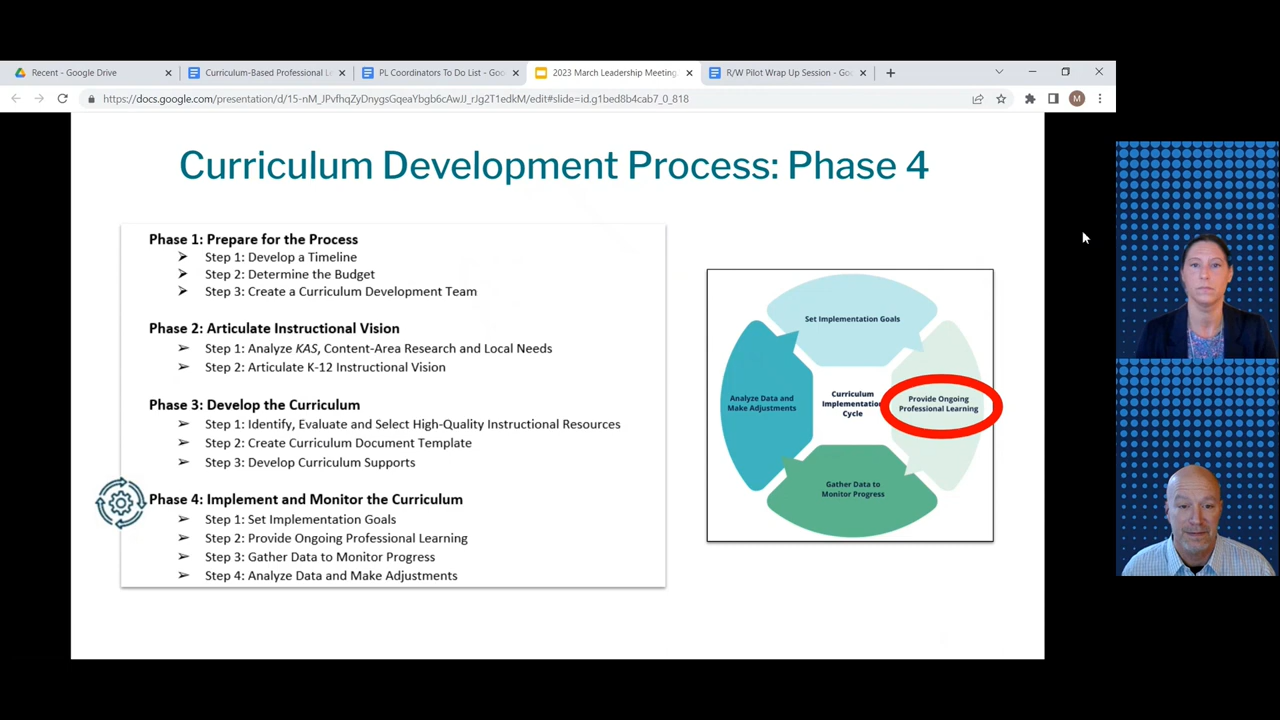 Recent - Google Drive
Curriculum-Based Professional Le
PL Coordinators To Do List - Goo
2023 March Leadership Meeting
R/W Pilot Wrap Up Session - Goo
https://docs.google.com/presentation/d/15-nM_JPvfhqZyDnygsGqeaYbgb6cAwJJ_rJg2T1edkM/edit#slide=id.g1bed8b4cab7_0_818
M
Curriculum Development Process: Phase 4
Phase 1: Prepare for the Process
➢ Step 1: Develop a Timeline
➢ Step 2: Determine the Budget
➢ Step 3: Create a Curriculum Development Team
Phase 2: Articulate Instructional Vision
➢ Step 1: Analyze KAS, Content-Area Research and Local Needs
➢ Step 2: Articulate K-12 Instructional Vision
Phase 3: Develop the Curriculum
➢ Step 1: Identify, Evaluate and Select High-Quality Instructional Resources
➢ Step 2: Create Curriculum Document Template
➢ Step 3: Develop Curriculum Supports
Phase 4: Implement and Monitor the Curriculum
➢ Step 1: Set Implementation Goals
➢ Step 2: Provide Ongoing Professional Learning
➢ Step 3: Gather Data to Monitor Progress
➢ Step 4: Analyze Data and Make Adjustments
Set Implementation Goals
Analyze Data and
Make Adjustments
Curriculum
Implementation
Cycle
Provide Ongoing
Professional Learning
Gather Data to
Monitor Progress